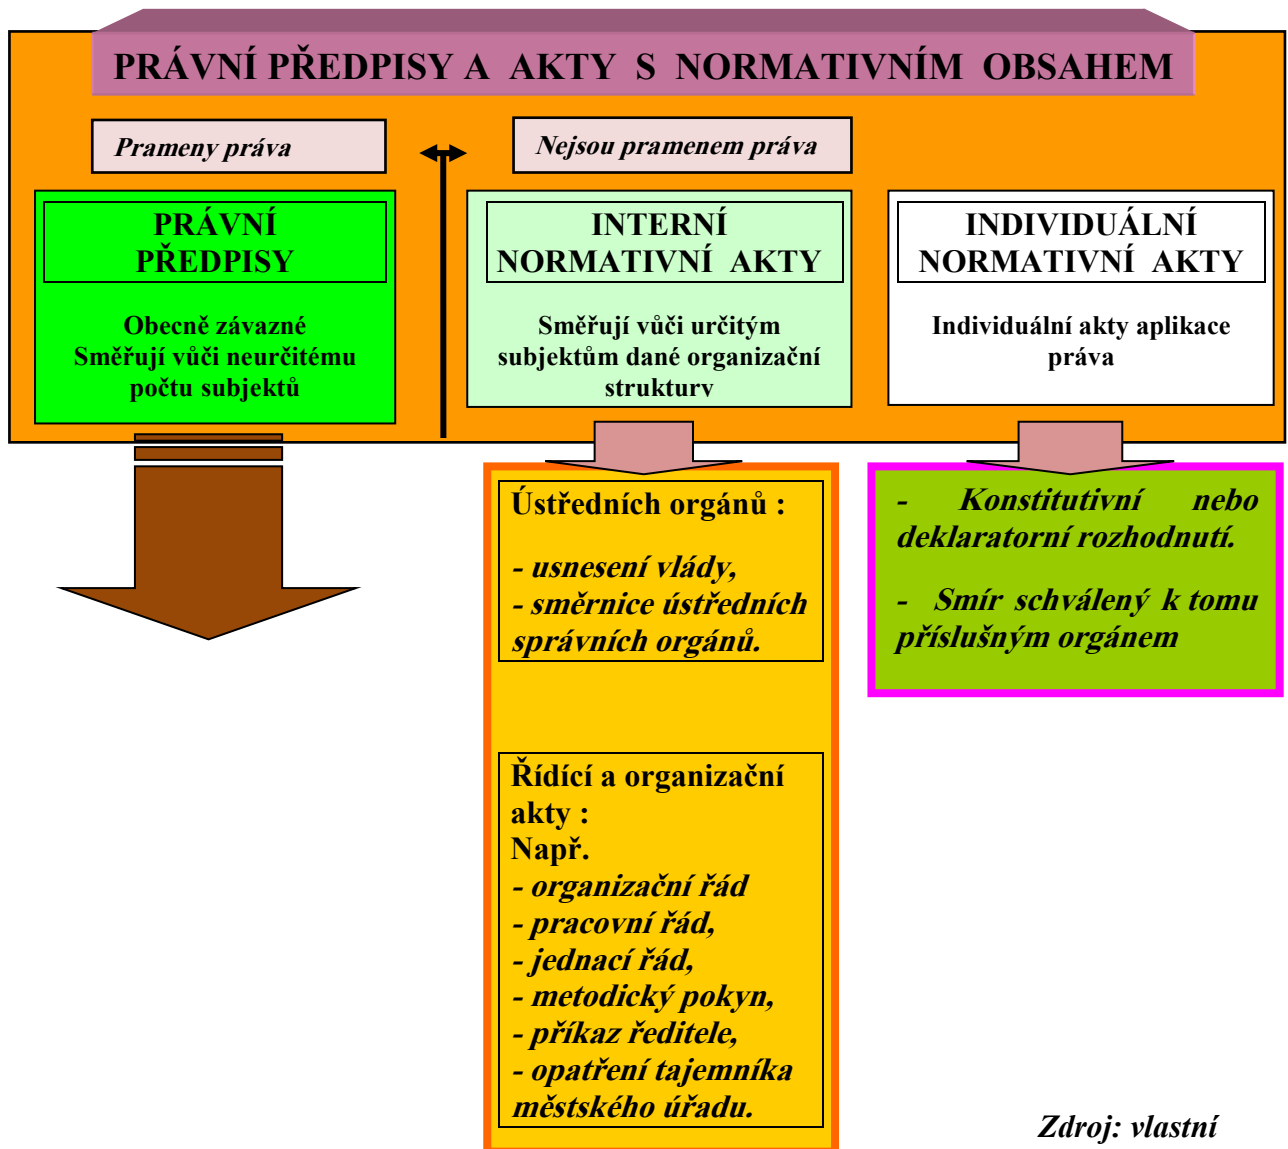 PRÁVNÍ PŘEDPISY A AKTY S NORMATIVNÍM OBSAHEM
Prameny práva
Nejsou pramenem práva
PRÁVNÍ
PŘEDPISY
Obecně závazné
Směřují vůči neurčitému
počtu subjektů
INTERNÍ
NORMATIVNÍ AKTY
Směřují vůči určitým
subjektům dané organizační
strukturv
INDIVIDUÁLNÍ
NORMATIVNÍ AKTY
Individuální akty aplikace
práva
Ústředních orgánů :
- usnesení vlády,
- směrnice ústředních
správních orgánů.
Řídící a organizační
akty :
Např.
- organizační řád
- pracovní řád,
- jednací řád,
- metodický pokyn,
- příkaz ředitele,
- opatření tajemníka
městského úřadu.
- Konstitutivní nebo
deklaratorní rozhodnutí.
- Smír schválený k tomu
příslušným orgánem
Zdroj: vlastní